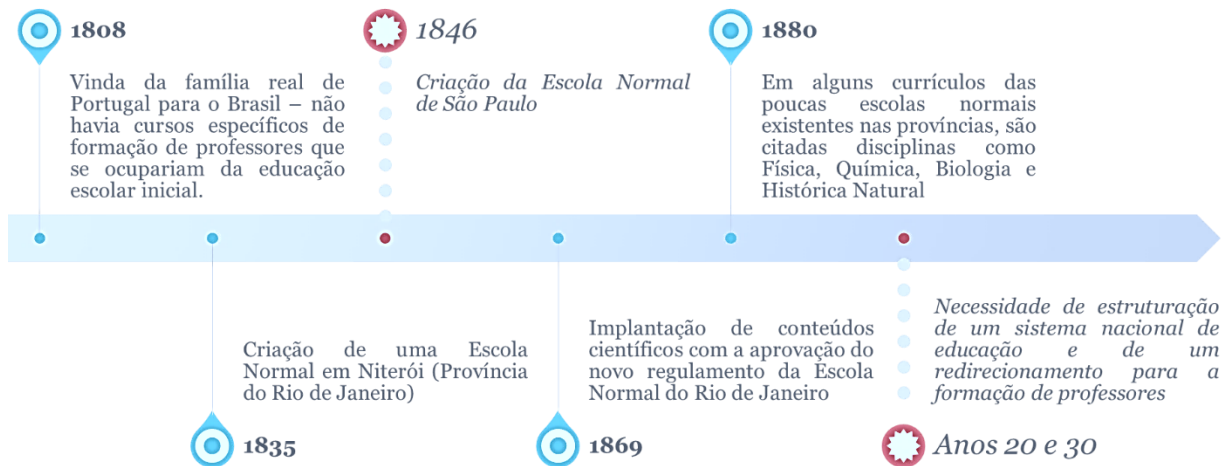 1808
Vinda da família real de
Portugal para o Brasil – não
havia cursos específicos de
formação de professores que
se ocupariam da educação
escolar inicial.
1846
Criação da Escola Normal
de São Paulo
1880
Em alguns currículos das
poucas escolas normais
existentes nas províncias, são
citadas disciplinas como
Física, Química, Biologia e
Histórica Natural
Criação de uma Escola
Normal em Niterói (Província
do Rio de Janeiro)
1835
Implantação de conteúdos
científicos com a aprovação do
novo regulamento da Escola
Normal do Rio de Janeiro
1869
Necessidade de estruturação
de um sistema nacional de
educação e de um
redirecionamento para a
formação de professores
Anos 20 e 30